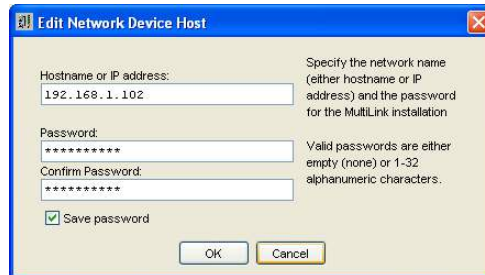 Edit Network Device Host
Hostname or IP address:
192.168.1.102
Specify the network name
(either hostname or IP
address) and the password
for the MultiLink installation
Password:
**********
Confirm Password:
**********
Valid passwords are either
empty (none) or 1-32
alphanumeric characters.
Save password
OK
Cancel